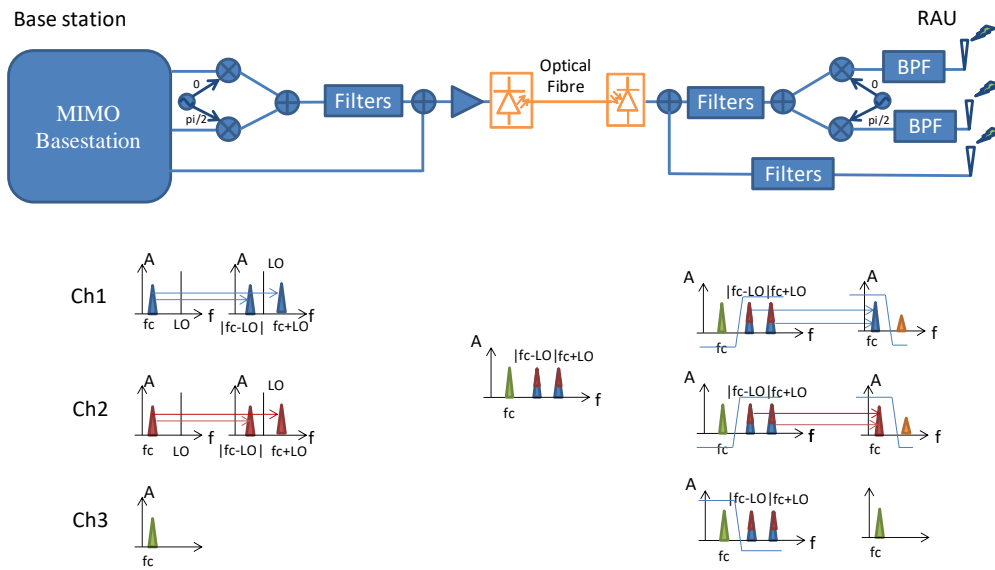 Base station
RAU
MIMO
Basestation
0
pi/2
Filters
Optical
Fibre
Filters
0
pi/2
BPF
BPF
Filters
Ch1
A
fc
LO
f
A
LO
|fc-LO|
fc+LO
f
A
|fc-LO
|fc+LO
fc
f
A
fc
f
A
|fc-LO
|fc+LO
fc
f
Ch2
A
fc
LO
f
A
LO
|fc-LO|
fc+LO
f
A
|fc-LO
|fc+LO
fc
f
A
fc
f
Ch3
A
fc
A
|fc-LO
|fc+LO
fc
f
A
fc